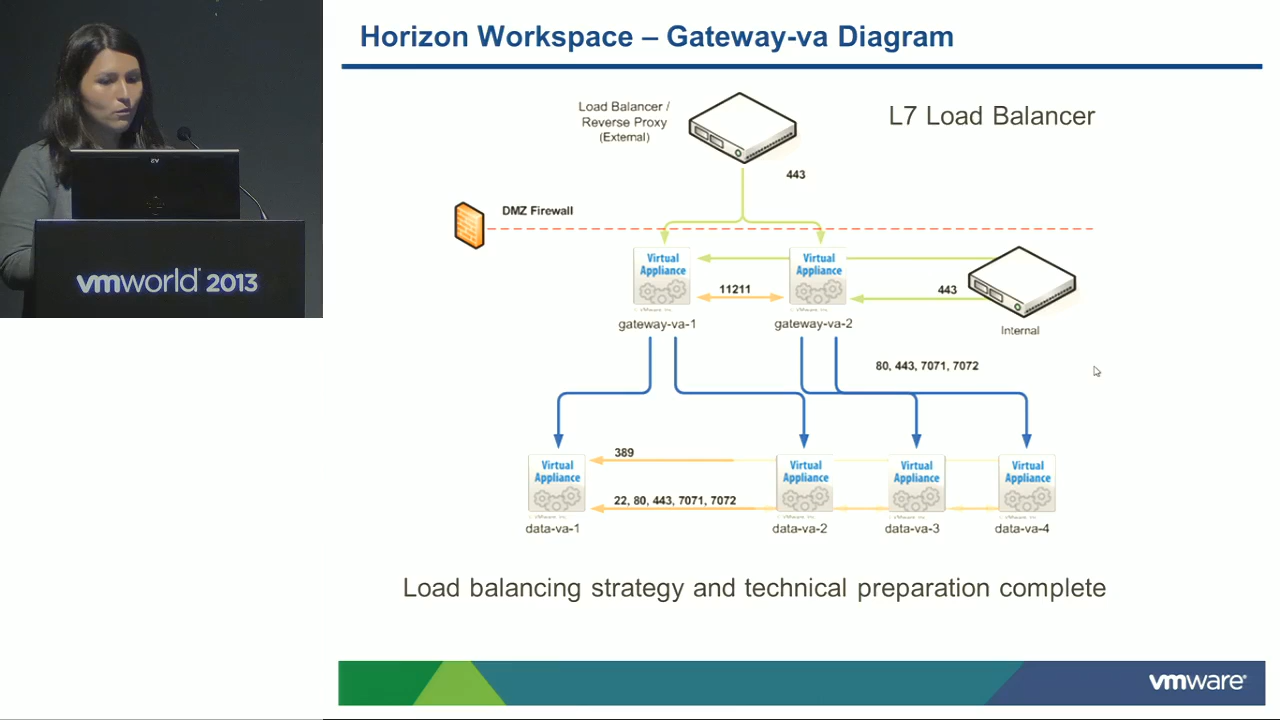 Horizon Workspace – Gateway-va Diagram
Load Balancer /
Reverse Proxy
(External)
L7 Load Balancer
443
DMZ Firewall
Virtual
Appliance
Virtual
Appliance
11211
443
gateway-va-1
gateway-va-2
Internal
80, 443, 7071, 7072
389
Virtual
Appliance
Virtual
Appliance
Virtual
Appliance
Virtual
Appliance
22, 80, 443, 7071, 7072
data-va-1
data-va-2
data-va-3
data-va-4
Load balancing strategy and technical preparation complete
vmware®
vmworld® 2013